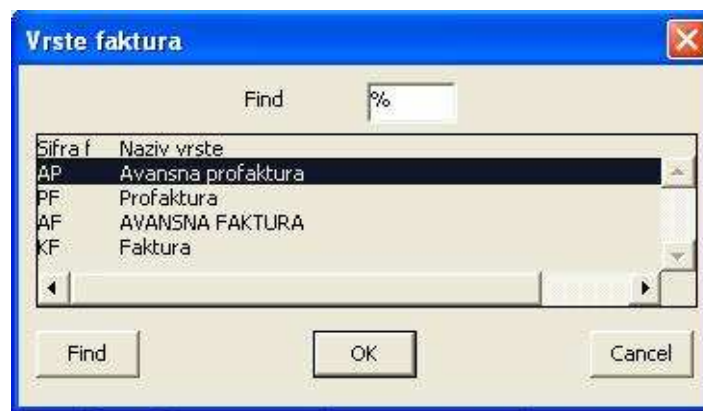 Vrste faktura
Find %
Sifra f Naziv vrste
AP Avansna profaktura
PF Profaktura
AF AVANSNA FAKTURA
KF Faktura
Find OK Cancel